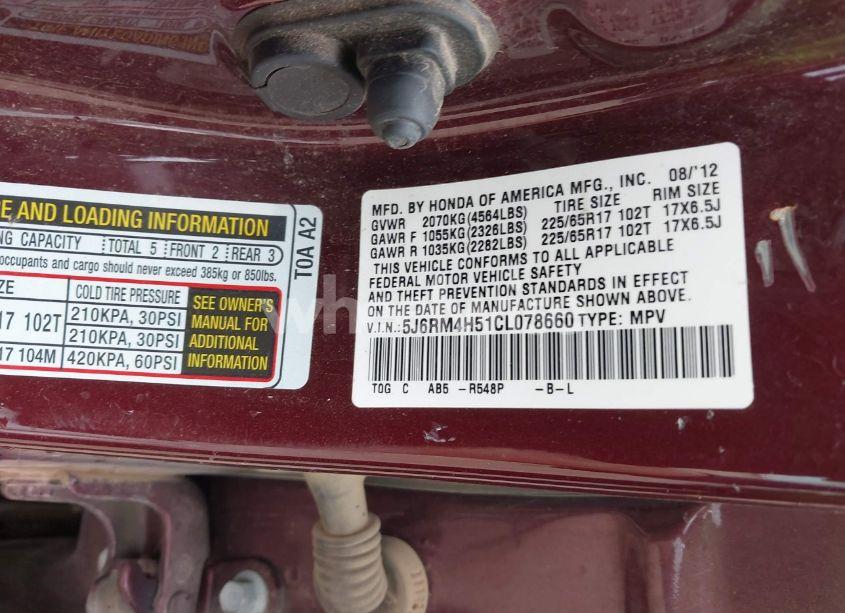 E AND LOADING INFORMATION
NG CAPACITY TOTAL 5 FRONT 2 REAR 3
occupants and cargo should never exceed 385kg or 850lbs.
ZE COLD TIRE PRESSURE
17 102T 210KPA, 30PSI
210KPA, 30PSI
17 104M 420KPA, 60PSI
SEE OWNER'S
MANUAL FOR
ADDITIONAL
INFORMATION
T0A A2
MFD. BY HONDA OF AMERICA MFG., INC. 08/'12
GVWR 2070KG(4564LBS) TIRE SIZE RIM SIZE
GAWR F 1055KG(2326LBS) 225/65R17 102T 17X6.5J
GAWR R 1035KG(2282LBS) 225/65R17 102T 17X6.5J
THIS VEHICLE CONFORMS TO ALL APPLICABLE
FEDERAL MOTOR VEHICLE SAFETY
AND THEFT PREVENTION STANDARDS IN EFFECT
ON THE DATE OF MANUFACTURE SHOWN ABOVE.
V.I.N.:5J6RM4H51CL078660 TYPE: MPV
T0G C AB5 -R548P -B-L